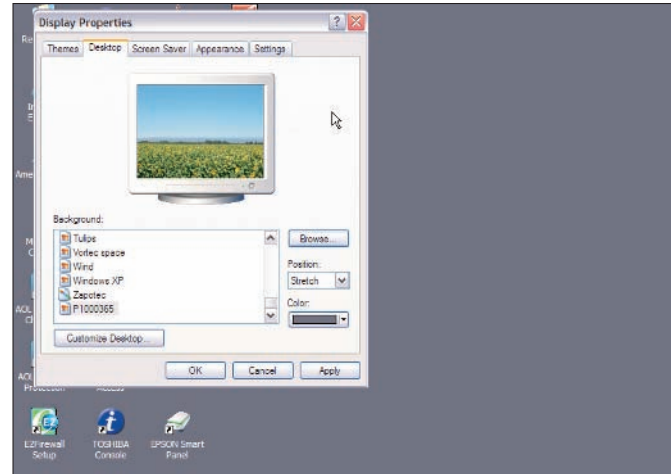 Display Properties
Themes Desktop Screen Saver Appearance Settings
Background:
Tulips
Vortec space
Wind
Windows XP
Zapotec
P1000365
Browse...
Position:
Stretch
Color:
Customize Desktop...
OK Cancel Apply
EZFirewall Setup
TOSHIBA Console
EPSON Smart Panel